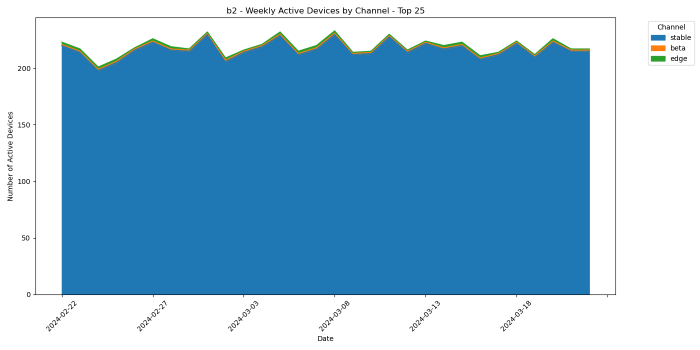 b2 - Weekly Active Devices by Channel - Top 25
Channel
stable
beta
edge
Number of Active Devices
200
150
100
50
0
2024-02-22
2024-02-27
2024-03-03
2024-03-08
2024-03-13
2024-03-18
Date